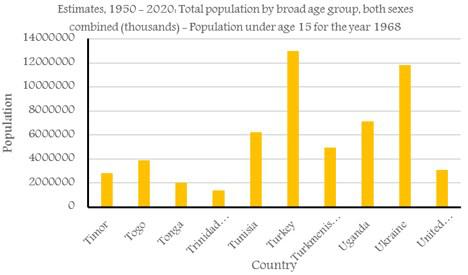 Estimates, 1950 - 2020: Total population by broad age group, both sexes
combined (thousands) - Population under age 15 for the year 1968
14000000
12000000
10000000
8000000
6000000
4000000
2000000
0
Population
Timor
Togo
Tonga
Trinidad...
Tunisia
Turkey
Turkmenis...
Uganda
Ukraine
United...
Country